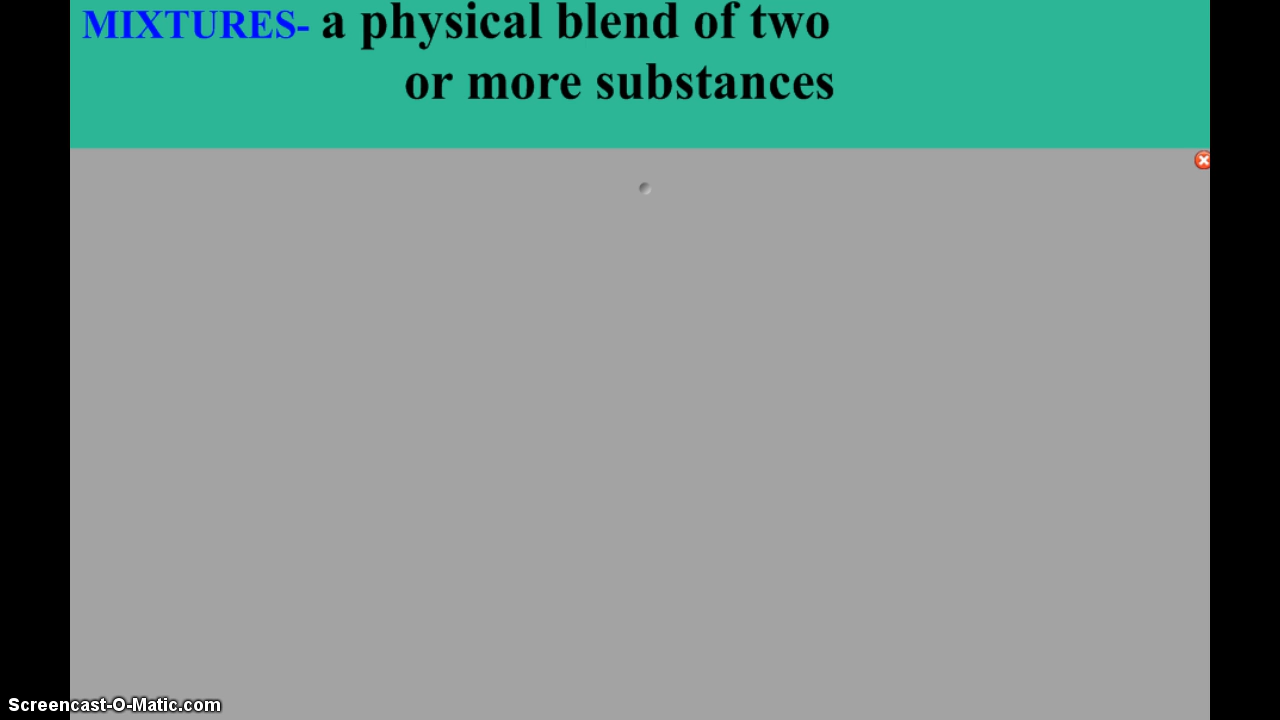 MIXTURES- a physical blend of two
or more substances
Screencast-O-Matic.com